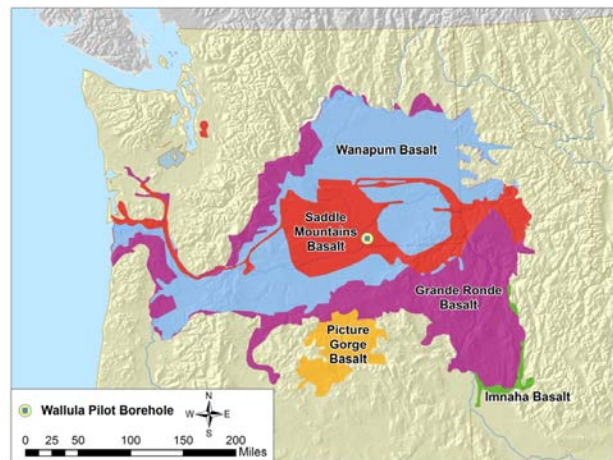 Wanapum Basalt
Saddle
Mountains
Basalt
Grande Ronde
Basalt
Picture
Gorge
Basalt
Imnaha Basalt
Wallula Pilot Borehole
N
W E
S
0 25 50 100 150 200
Miles